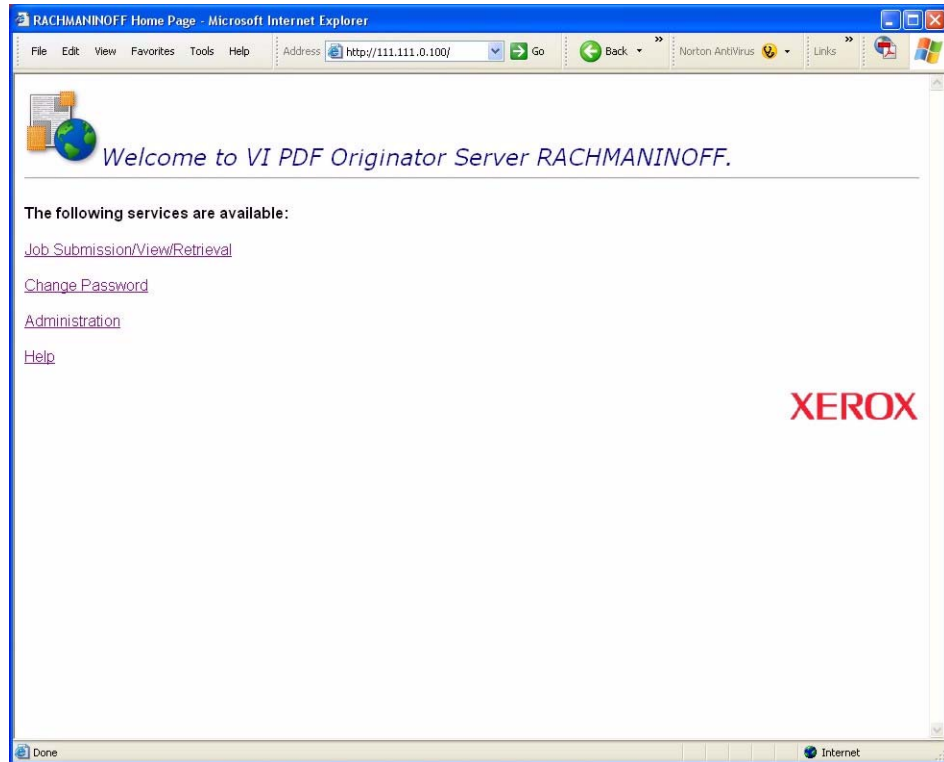 RACHMANINOFF Home Page - Microsoft Internet Explorer
File Edit View Favorites Tools Help Address http://111.111.0.100/ Go Back » Norton AntiVirus Links »
Welcome to VI PDF Originator Server RACHMANINOFF.
The following services are available:
Job Submission/View/Retrieval
Change Password
Administration
Help
XEROX
Done Internet